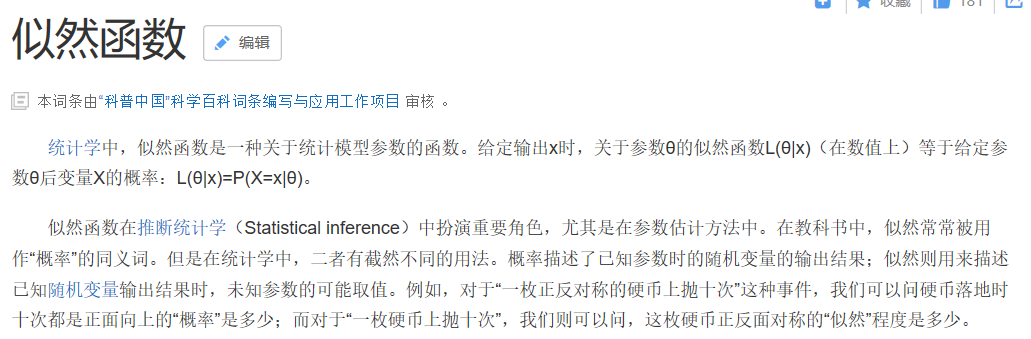 收藏
181
似然函数
编辑
本词条由“科普中国”科学百科词条编写与应用工作项目 审核 。
统计学中，似然函数是一种关于统计模型参数的函数。给定输出x时，关于参数θ的似然函数L(θ|x)（在数值上）等于给定参
数θ后变量X的概率：L(θ|x)=P(X=x|θ)。
似然函数在推断统计学（Statistical inference）中扮演重要角色，尤其是在参数估计方法中。在教科书中，似然常常被用
作“概率”的同义词。但是在统计学中，二者有截然不同的用法。概率描述了已知参数时的随机变量的输出结果；似然则用来描述
已知随机变量输出结果时，未知参数的可能取值。例如，对于“一枚正反对称的硬币上抛十次”这种事件，我们可以问硬币落地时
十次都是正面向上的“概率”是多少；而对于“一枚硬币上抛十次”，我们则可以问，这枚硬币正反面对称的“似然”程度是多少。